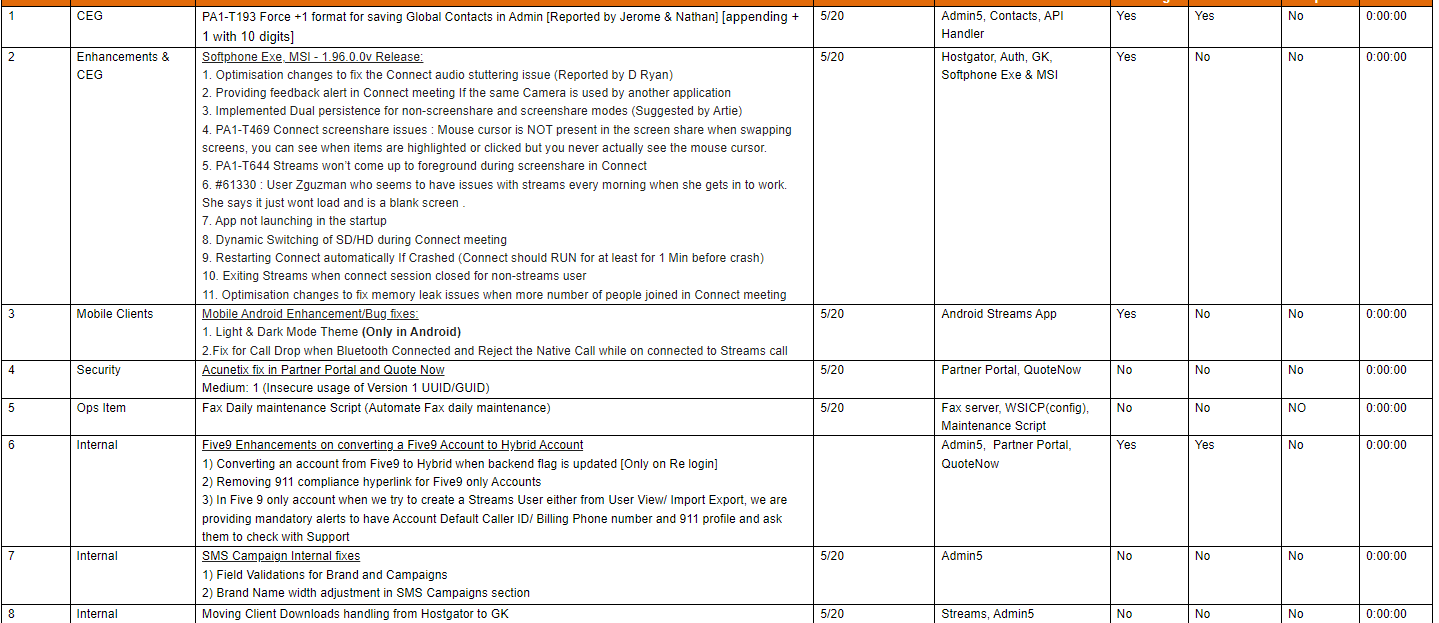 1 CEG PA1-T193 Force +1 format for saving Global Contacts in Admin [Reported by Jerome & Nathan] [appending + 5/20 Admin5, Contacts, API Yes Yes No 0:00:00
1 with 10 digits] Handler
2 Enhancements & Softphone Exe, MSI - 1.96.0.0v Release: 5/20 Hostgator, Auth, GK, Yes No No 0:00:00
CEG 1. Optimisation changes to fix the Connect audio stuttering issue (Reported by D Ryan) Softphone Exe & MSI
2. Providing feedback alert in Connect meeting If the same Camera is used by another application
3. Implemented Dual persistence for non-screenshare and screenshare modes (Suggested by Artie)
4. PA1-T469 Connect screenshare issues : Mouse cursor is NOT present in the screen share when swapping
screens, you can see when items are highlighted or clicked but you never actually see the mouse cursor.
5. PA1-T644 Streams won’t come up to foreground during screenshare in Connect
6. #61330 : User Zguzman who seems to have issues with streams every morning when she gets in to work.
She says it just wont load and is a blank screen .
7. App not launching in the startup
8. Dynamic Switching of SD/HD during Connect meeting
9. Restarting Connect automatically If Crashed (Connect should RUN for at least for 1 Min before crash)
10. Exiting Streams when connect session closed for non-streams user
11. Optimisation changes to fix memory leak issues when more number of people joined in Connect meeting
3 Mobile Clients Mobile Android Enhancement/Bug fixes: 5/20 Android Streams App Yes No No 0:00:00
1. Light & Dark Mode Theme (Only in Android)
2.Fix for Call Drop when Bluetooth Connected and Reject the Native Call while on connected to Streams call
4 Security Acunetix fix in Partner Portal and Quote Now 5/20 Partner Portal, QuoteNow No No No 0:00:00
Medium: 1 (Insecure usage of Version 1 UUID/GUID)
5 Ops Item Fax Daily maintenance Script (Automate Fax daily maintenance) 5/20 Fax server, WSICP(config), No No NO 0:00:00
Maintenance Script
6 Internal Five9 Enhancements on converting a Five9 Account to Hybrid Account Admin5, Partner Portal, Yes Yes No 0:00:00
1) Converting an account from Five9 to Hybrid when backend flag is updated [Only on Re login] QuoteNow
2) Removing 911 compliance hyperlink for Five9 only Accounts
3) In Five 9 only account when we try to create a Streams User either from User View/ Import Export, we are
providing mandatory alerts to have Account Default Caller ID/ Billing Phone number and 911 profile and ask
them to check with Support
7 Internal SMS Campaign Internal fixes 5/20 Admin5 No No No 0:00:00
1) Field Validations for Brand and Campaigns
2) Brand Name width adjustment in SMS Campaigns section
8 Internal Moving Client Downloads handling from Hostgator to GK 5/20 Streams, Admin5 No No No 0:00:00